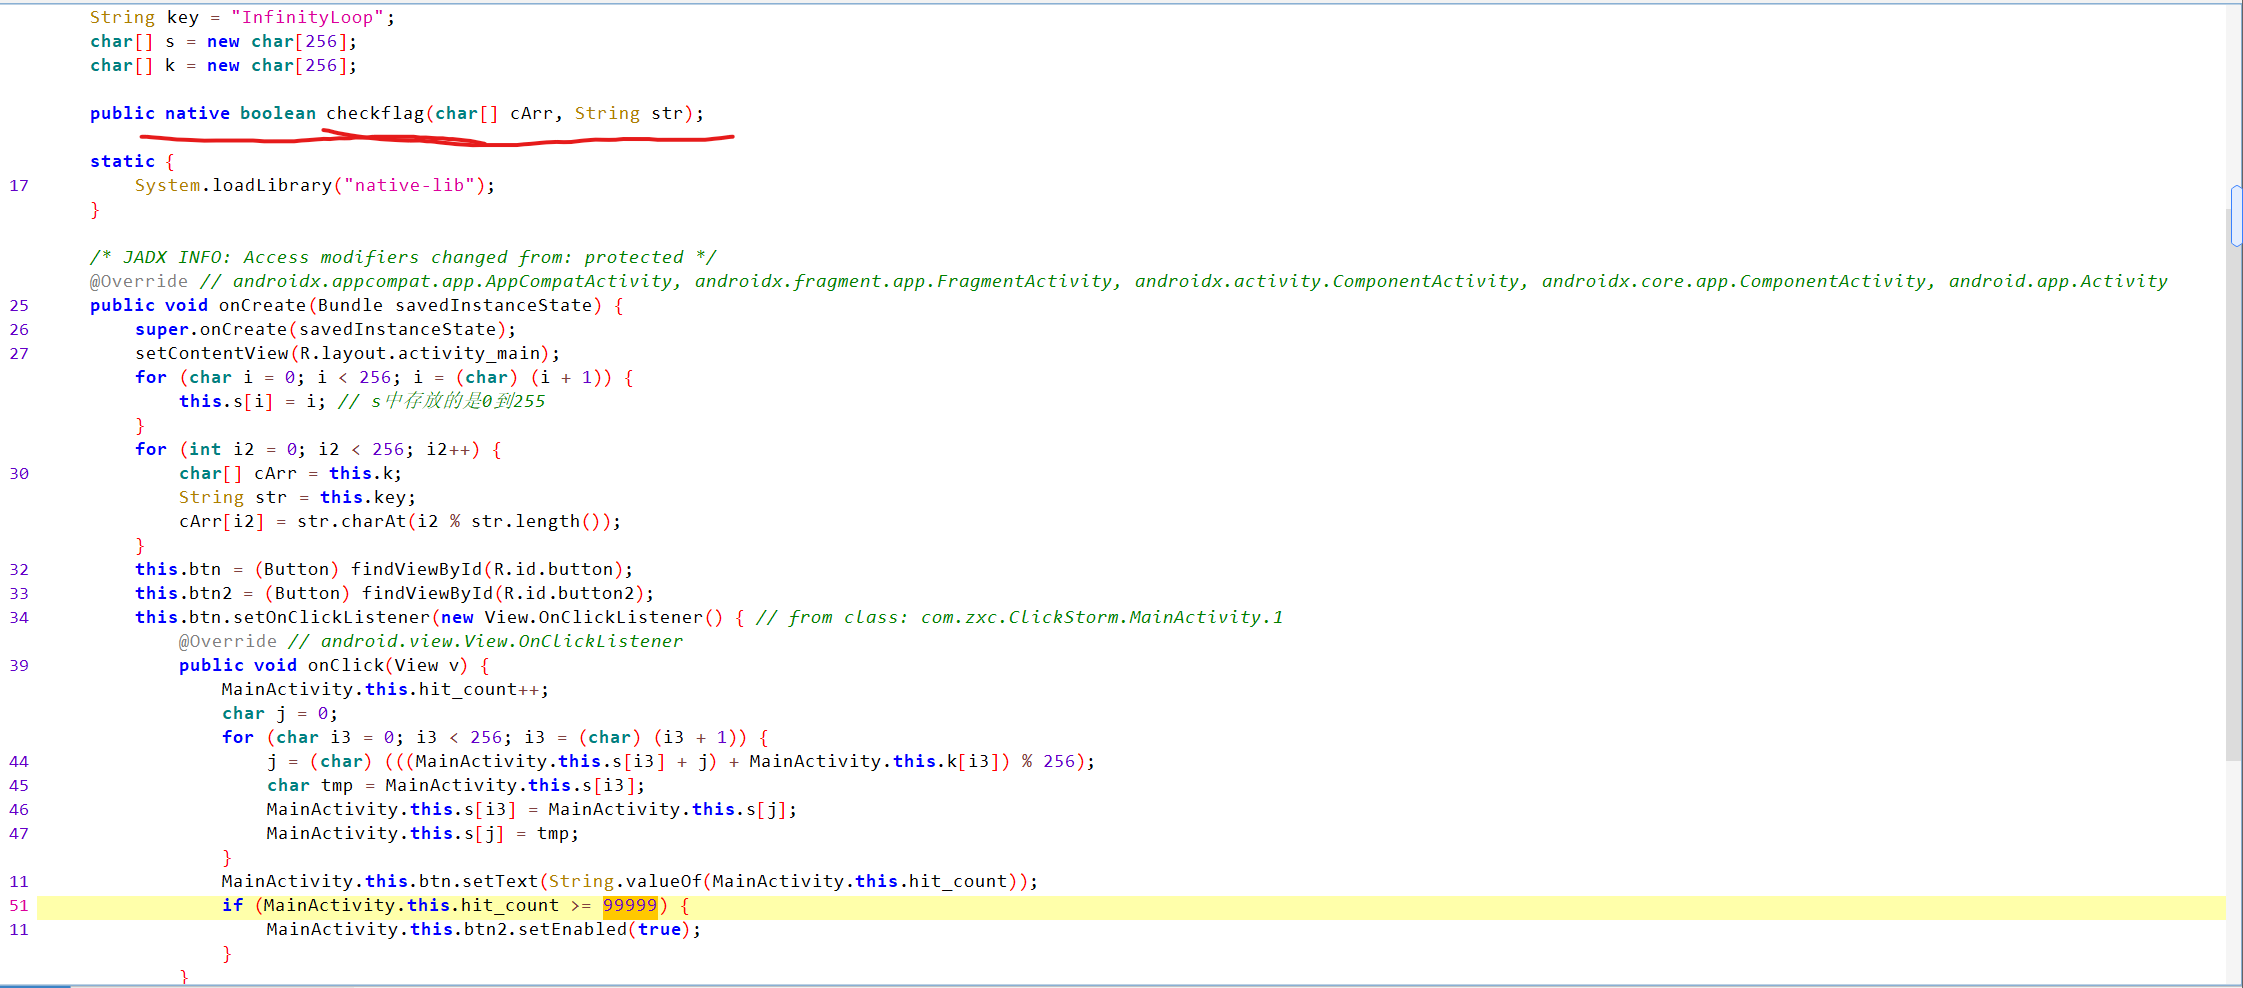 String key = "InfinityLoop";
char[] s = new char[256];
char[] k = new char[256];
public native boolean checkflag(char[] cArr, String str);
static {
17 System.loadLibrary("native-lib");
}
/* JADX INFO: Access modifiers changed from: protected */
@Override // androidx.appcompat.app.AppCompatActivity, androidx.fragment.app.FragmentActivity, androidx.activity.ComponentActivity, androidx.core.app.ComponentActivity, android.app.Activity
25 public void onCreate(Bundle savedInstanceState) {
26 super.onCreate(savedInstanceState);
27 setContentView(R.layout.activity_main);
for (char i = 0; i < 256; i = (char) (i + 1)) {
this.s[i] = i; // s中存放的是0到255
}
for (int i2 = 0; i2 < 256; i2++) {
30 char[] cArr = this.k;
String str = this.key;
cArr[i2] = str.charAt(i2 % str.length());
}
32 this.btn = (Button) findViewById(R.id.button);
33 this.btn2 = (Button) findViewById(R.id.button2);
34 this.btn.setOnClickListener(new View.OnClickListener() { // from class: com.zxc.ClickStorm.MainActivity.1
@Override // android.view.View.OnClickListener
39 public void onClick(View v) {
MainActivity.this.hit_count++;
char j = 0;
for (char i3 = 0; i3 < 256; i3 = (char) (i3 + 1)) {
44 j = (char) (((MainActivity.this.s[i3] + j) + MainActivity.this.k[i3]) % 256);
45 char tmp = MainActivity.this.s[i3];
46 MainActivity.this.s[i3] = MainActivity.this.s[j];
47 MainActivity.this.s[j] = tmp;
}
11 MainActivity.this.btn.setText(String.valueOf(MainActivity.this.hit_count));
51 if (MainActivity.this.hit_count >= 99999) {
11 MainActivity.this.btn2.setEnabled(true);
}
}